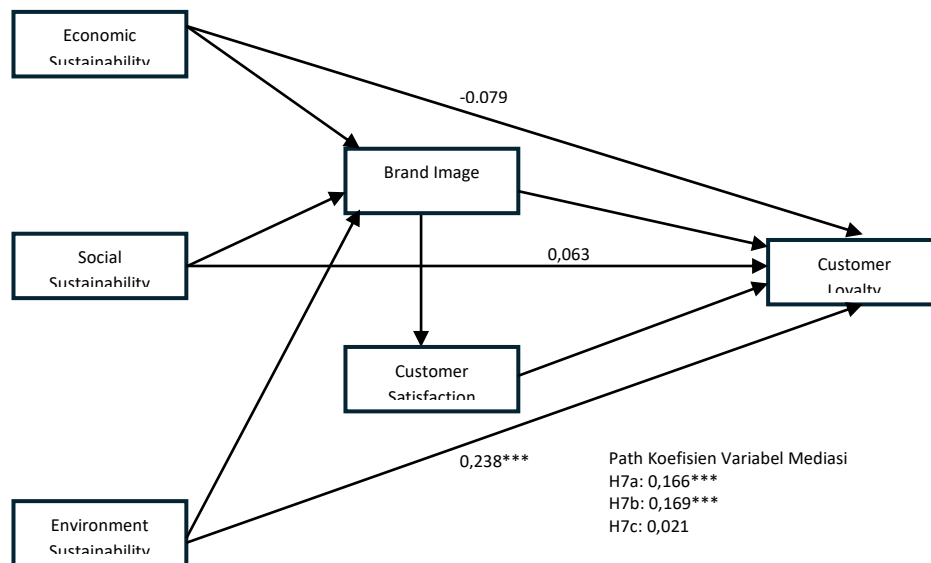 Economic
Sustainability
-0.079
Brand Image
Social
Sustainability
0,063
Customer
Loyalty
Customer
Satisfaction
0,238***
Path Koefisien Variabel Mediasi
H7a: 0,166***
H7b: 0,169***
H7c: 0,021
Environment
Sustainability